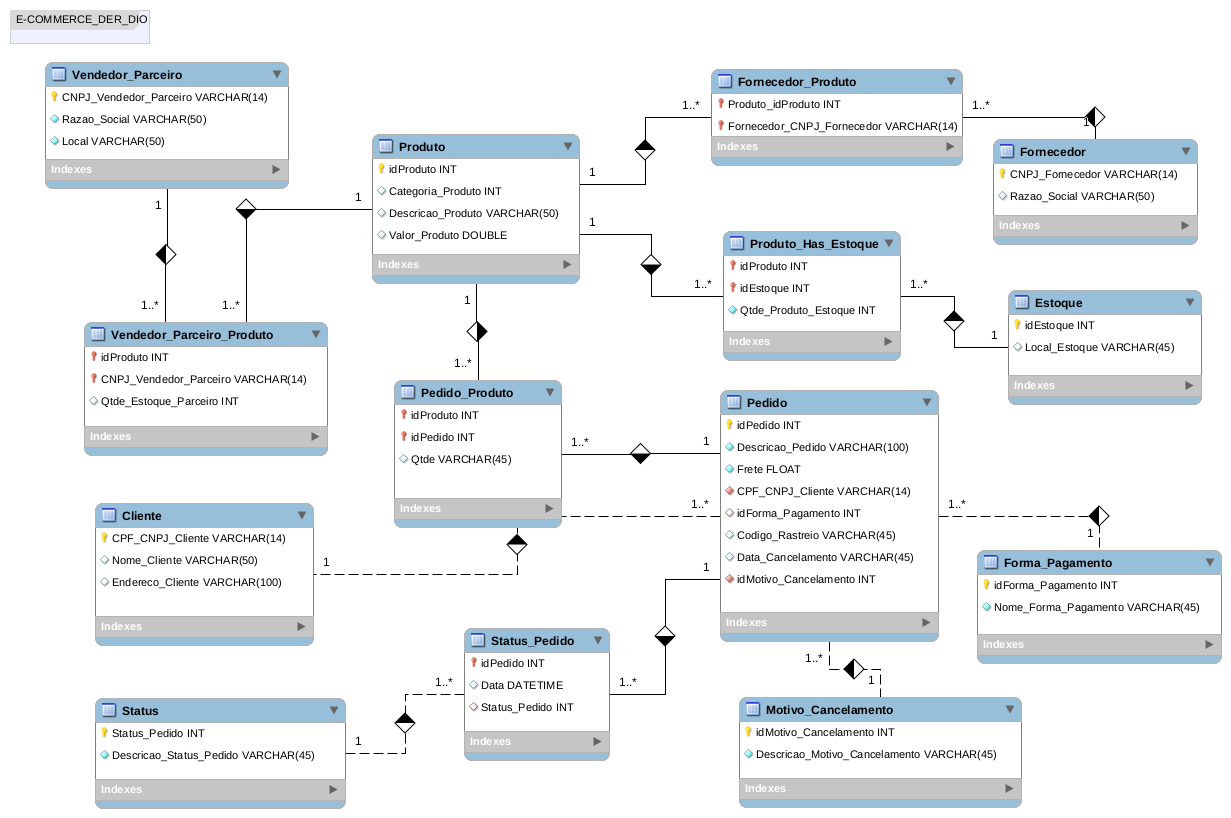 E-COMMERCE_DER_DIO
Vendedor_Parceiro
CNPJ_Vendedor_Parceiro VARCHAR(14)
Razao_Social VARCHAR(50)
Local VARCHAR(50)
Indexes
1
1..*
Vendedor_Parceiro_Produto
idProduto INT
CNPJ_Vendedor_Parceiro VARCHAR(14)
Qtde_Estoque_Parceiro INT
Indexes
1
1..*
Produto
idProduto INT
Categoria_Produto INT
Descricao_Produto VARCHAR(50)
Valor_Produto DOUBLE
Indexes
1
1..*
Fornecedor_Produto
Produto_idProduto INT
Fornecedor_CNPJ_Fornecedor VARCHAR(14)
Indexes
1..*
1
Fornecedor
CNPJ_Fornecedor VARCHAR(14)
Razao_Social VARCHAR(50)
Indexes
1
1..*
Produto_Has_Estoque
idProduto INT
idEstoque INT
Qtde_Produto_Estoque INT
Indexes
1..*
1
Estoque
idEstoque INT
Local_Estoque VARCHAR(45)
Indexes
1
1..*
Pedido_Produto
idProduto INT
idPedido INT
Qtde VARCHAR(45)
Indexes
1..*
1
Pedido
idPedido INT
Descricao_Pedido VARCHAR(100)
Frete FLOAT
CPF_CNPJ_Cliente VARCHAR(14)
idForma_Pagamento INT
Codigo_Rastreio VARCHAR(45)
Data_Cancelamento VARCHAR(45)
idMotivo_Cancelamento INT
Indexes
1..*
1
Cliente
CPF_CNPJ_Cliente VARCHAR(14)
Nome_Cliente VARCHAR(50)
Endereco_Cliente VARCHAR(100)
Indexes
1..*
1
Forma_Pagamento
idForma_Pagamento INT
Nome_Forma_Pagamento VARCHAR(45)
Indexes
1
1..*
Status_Pedido
idPedido INT
Data DATETIME
Status_Pedido INT
Indexes
1..*
1
Status
Status_Pedido INT
Descricao_Status_Pedido VARCHAR(45)
Indexes
1..*
1
Motivo_Cancelamento
idMotivo_Cancelamento INT
Descricao_Motivo_Cancelamento VARCHAR(45)
Indexes